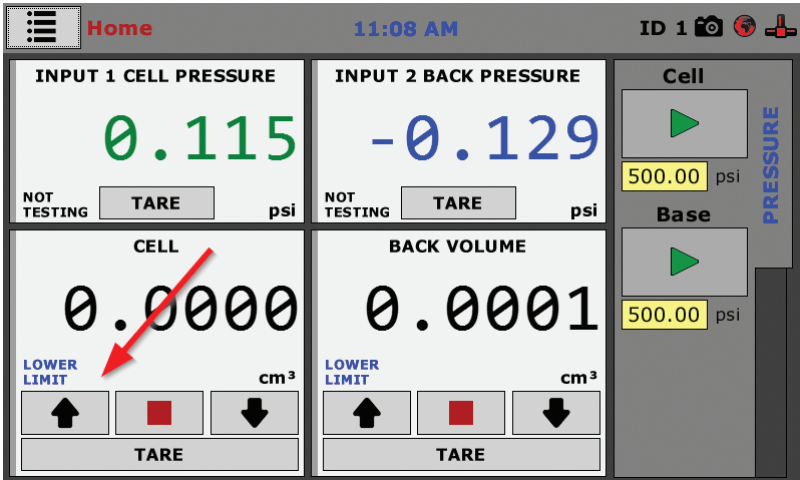 Home
11:08 AM
ID 1
INPUT 1 CELL PRESSURE
0.115
NOT
TESTING
TARE
psi
INPUT 2 BACK PRESSURE
-0.129
NOT
TESTING
TARE
psi
CELL
0.0000
LOWER
LIMIT
cm³
TARE
BACK VOLUME
0.0001
LOWER
LIMIT
cm³
TARE
Cell
500.00 psi
Base
500.00 psi
PRESSURE